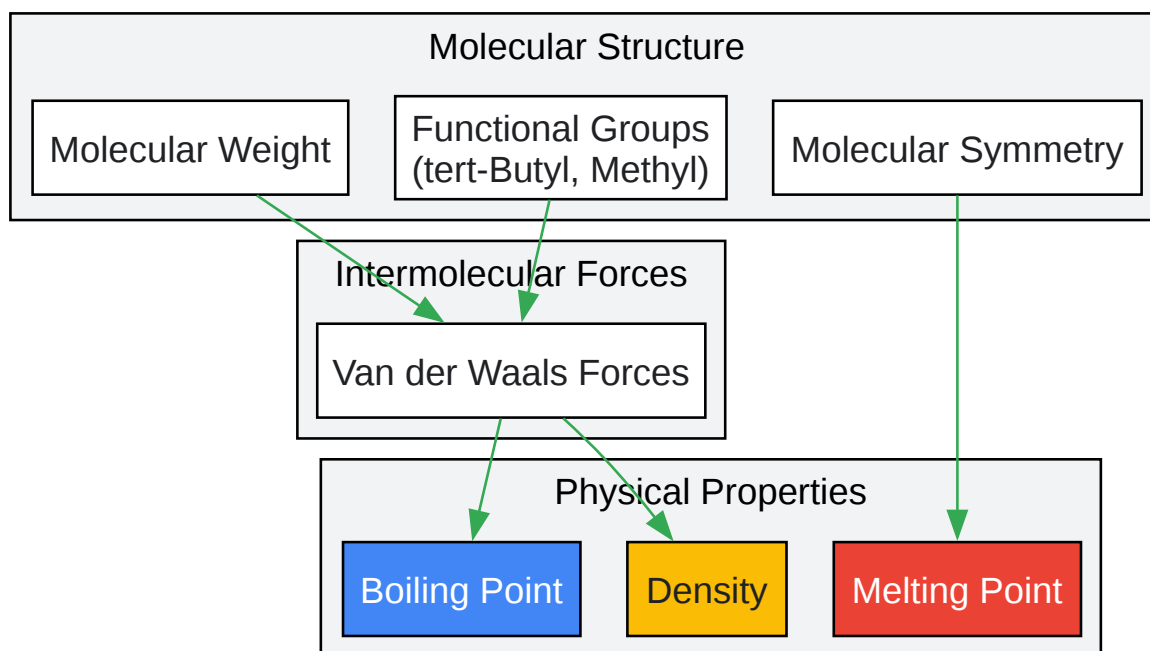 Molecular Structure
Molecular Weight
Functional Groups
(tert-Butyl, Methyl)
Molecular Symmetry
Intermolecular Forces
Van der Waals Forces
Physical Properties
Boiling Point
Density
Melting Point